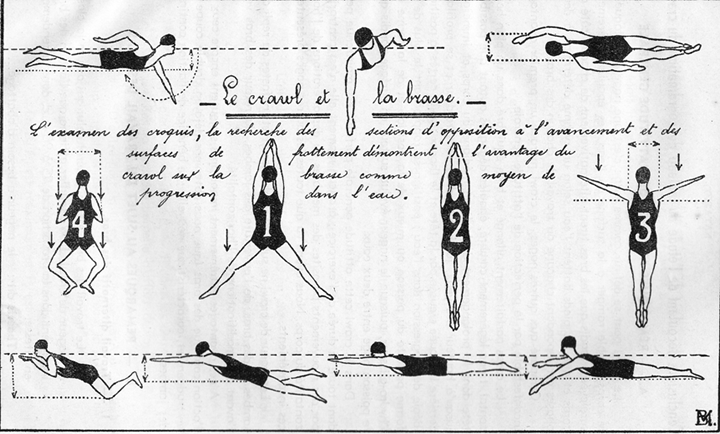 Le crawl et la brasse.
L'examen des croquis, la recherche des sections d'opposition à l'avancement et des
surfaces de frottement démontrent l'avantage du
crawl sur la brasse comme moyen de
progression dans l'eau.
4 1 2 3